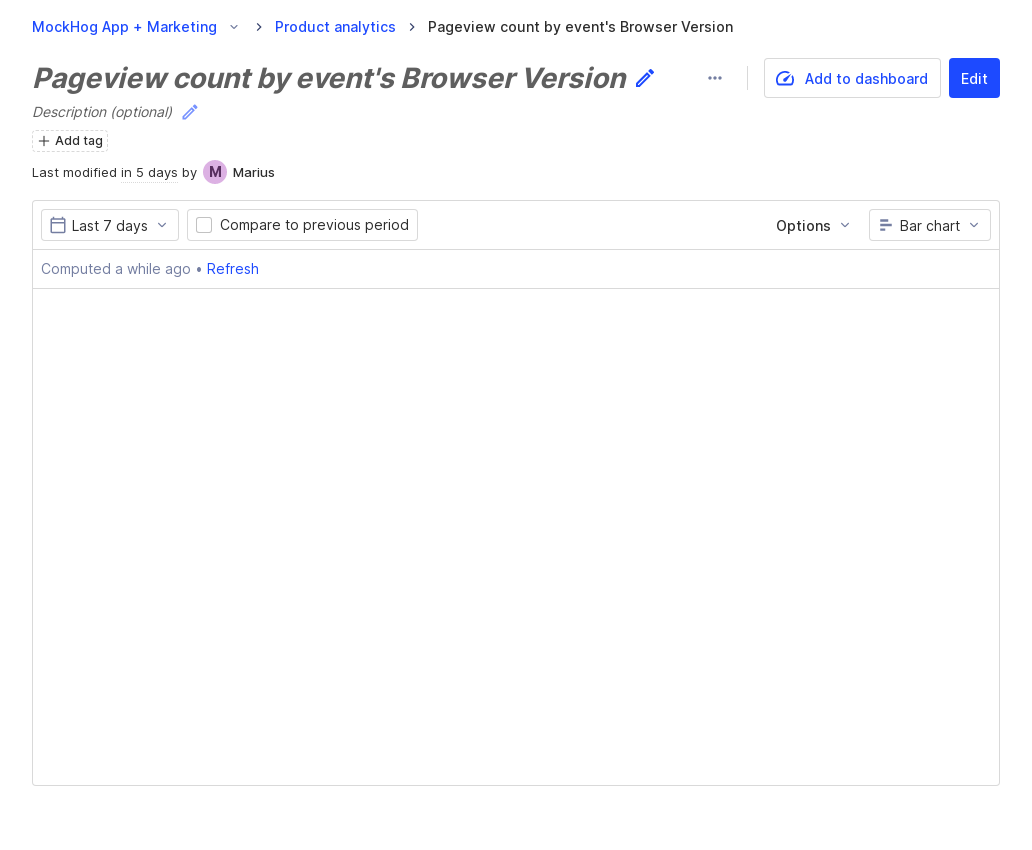 MockHog App + Marketing Product analytics Pageview count by event's Browser Version
Pageview count by event's Browser Version
Add to dashboard Edit
Description (optional)
Add tag
Last modified in 5 days by M Marius
Last 7 days Compare to previous period Options Bar chart
Computed a while ago • Refresh